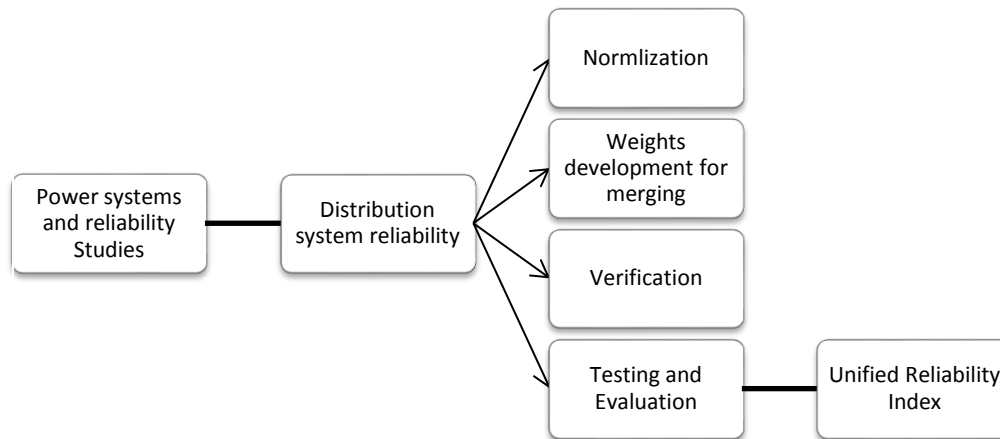 Power systems
and reliability
Studies
Distribution
system reliability
Normlization
Weights
development for
merging
Verification
Testing and
Evaluation
Unified Reliability
Index